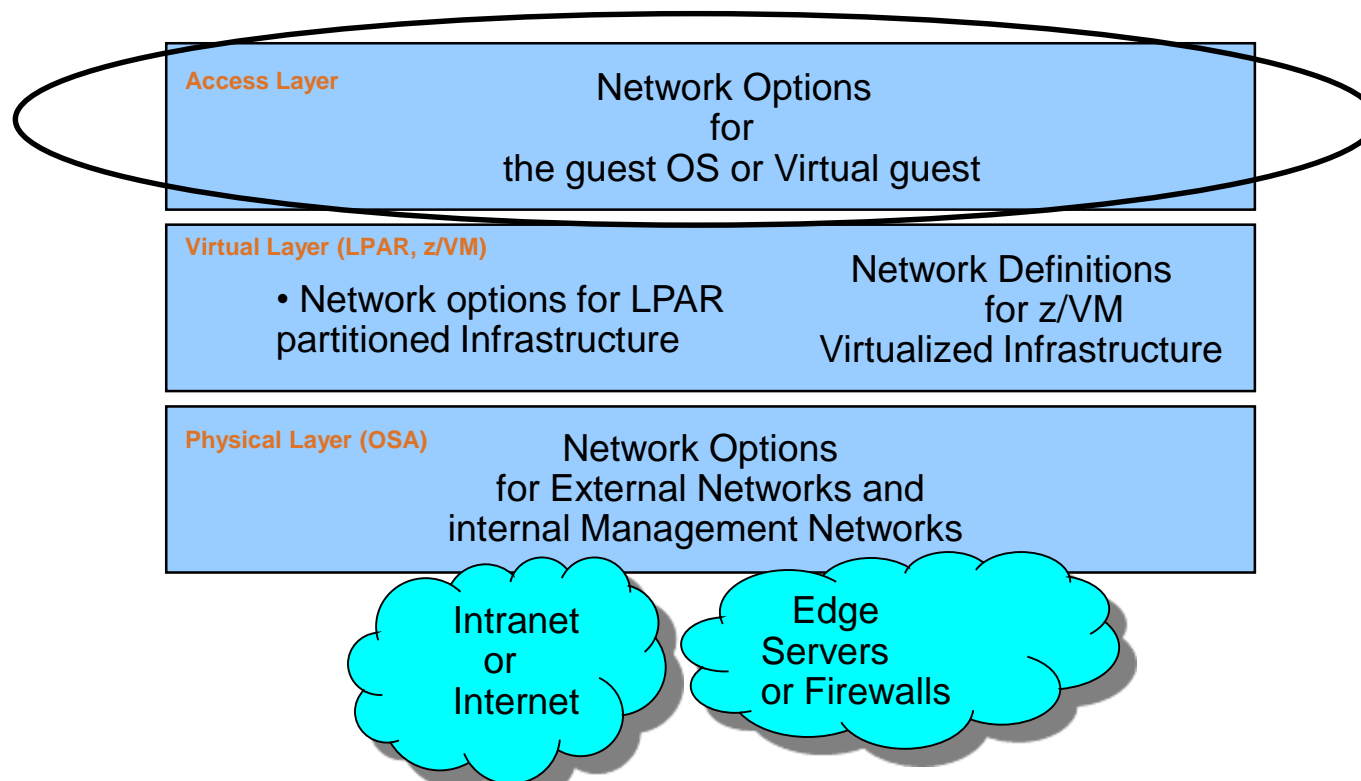 Access Layer
Network Options
for
the guest OS or Virtual guest
Virtual Layer (LPAR, z/VM)
• Network options for LPAR
partitioned Infrastructure
Network Definitions
for z/VM
Virtualized Infrastructure
Physical Layer (OSA)
Network Options
for External Networks and
internal Management Networks
Intranet
or
Internet
Edge
Servers
or Firewalls